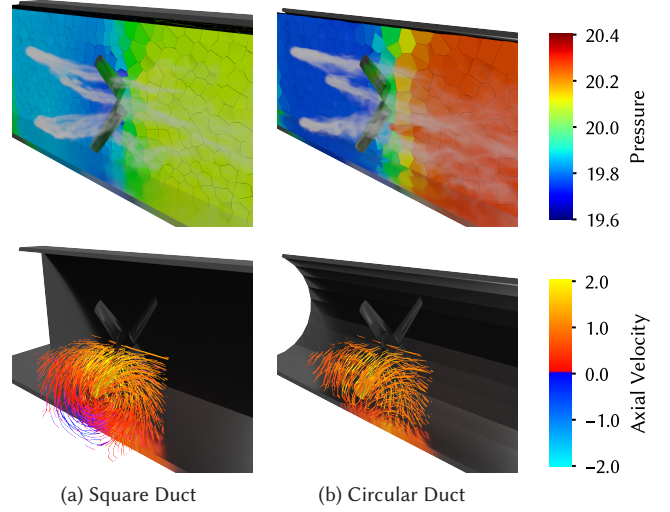 20.4
20.2
20.0
19.8
19.6
Pressure
2.0
1.0
0.0
−1.0
−2.0
Axial Velocity
(a) Square Duct
(b) Circular Duct